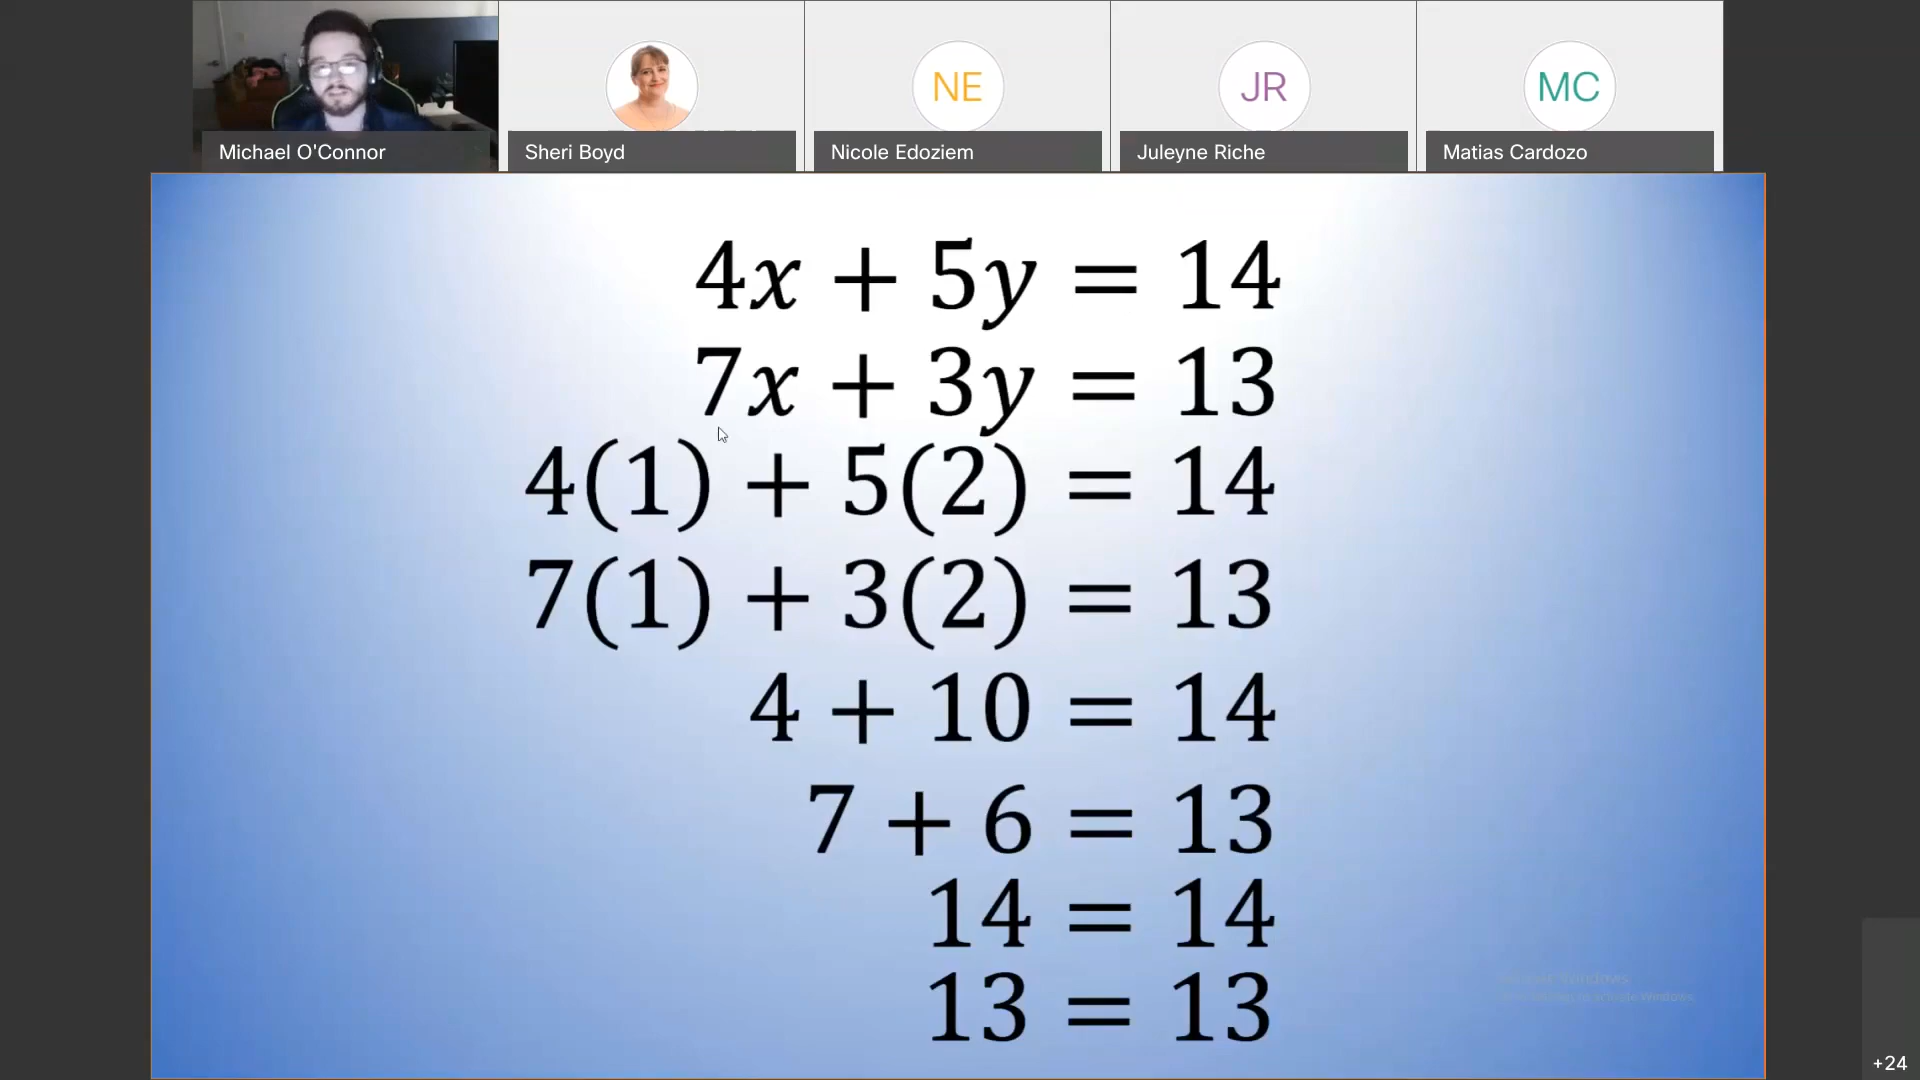 NE
JR
MC
Michael O'Connor
Sheri Boyd
Nicole Edoziem
Juleyne Riche
Matias Cardozo
4x + 5y = 14
7x + 3y = 13
4(1) + 5(2) = 14
7(1) + 3(2) = 13
4 + 10 = 14
7 + 6 = 13
14 = 14
13 = 13
+24